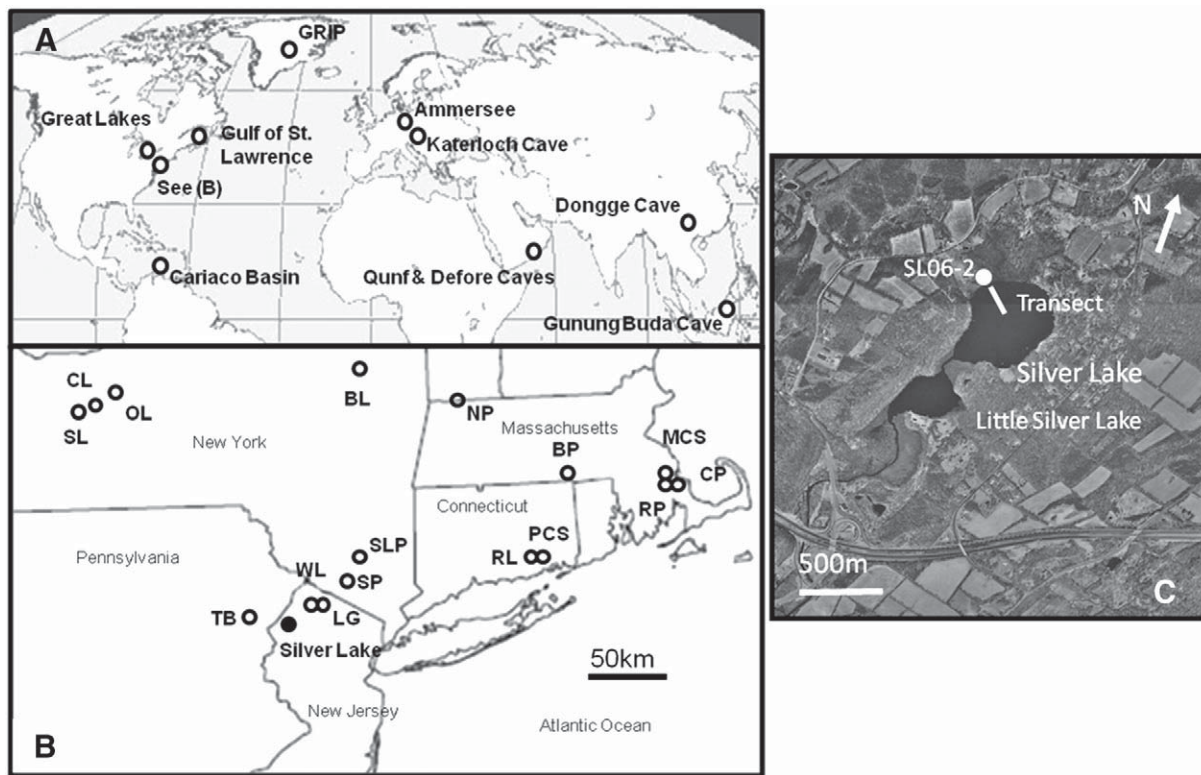 A
GRIP
Great Lakes
Gulf of St.
Lawrence
See (B)
Cariaco Basin
Ammersee
Katerloch Cave
Dongge Cave
Qunf & Defore Caves
Gunung Buda Cave
CL
OL
SL
New York
BL
NP
Massachusetts
BP
MCS
CP
RP
Connecticut
PCS
RL
Pennsylvania
SLP
WL
SP
TB
LG
Silver Lake
50km
New Jersey
Atlantic Ocean
B
N
SL06-2
Transect
Silver Lake
Little Silver Lake
500m
C